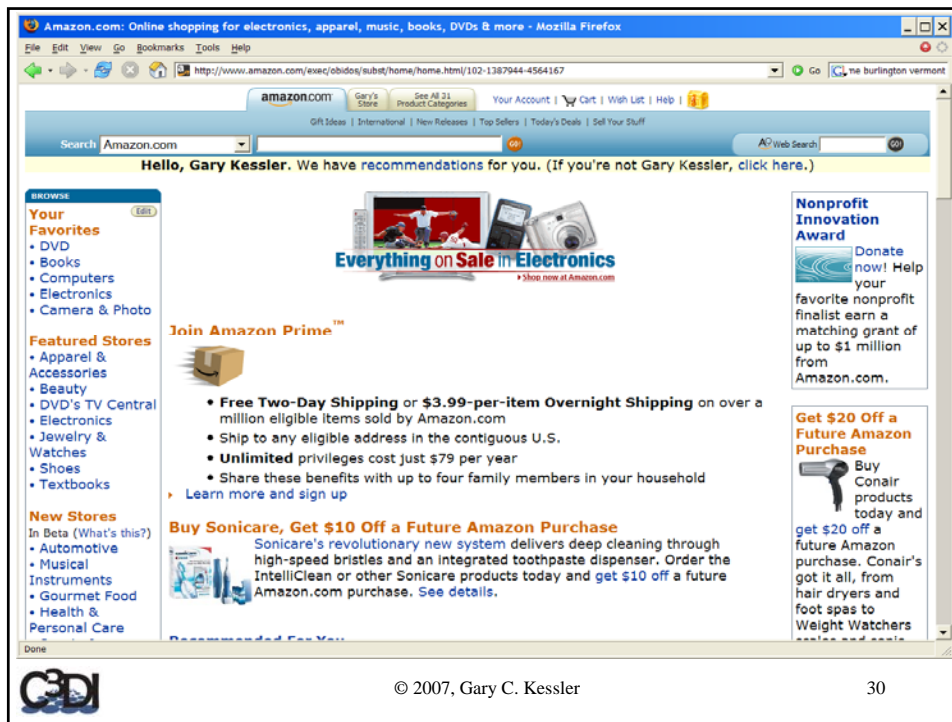 Amazon.com: Online shopping for electronics, apparel, music, books, DVDs & more - Mozilla Firefox
File Edit View Go Bookmarks Tools Help
http://www.amazon.com/exec/obidos/subst/home/home.html/102-1387944-4564167
Go
ne burlington vermont
amazon.com
Gary's
Store
See All 31
Product Categories
Your Account | Cart | Wish List | Help |
Gift Ideas | International | New Releases | Top Sellers | Today's Deals | Sell Your Stuff
Search Amazon.com GO!
A9 Web Search GO!
Hello, Gary Kessler. We have recommendations for you. (If you're not Gary Kessler, click here.)
BROWSE
Your
Favorites
Edit
• DVD
• Books
• Computers
• Electronics
• Camera & Photo
Featured Stores
• Apparel &
Accessories
• Beauty
• DVD's TV Central
• Electronics
• Jewelry &
Watches
• Shoes
• Textbooks
New Stores
In Beta (What's this?)
• Automotive
• Musical
Instruments
• Gourmet Food
• Health &
Personal Care
Everything on Sale in Electronics
Shop now at Amazon.com
Join Amazon Prime™
• Free Two-Day Shipping or $3.99-per-item Overnight Shipping on over a
million eligible items sold by Amazon.com
• Ship to any eligible address in the contiguous U.S.
• Unlimited privileges cost just $79 per year
• Share these benefits with up to four family members in your household
Learn more and sign up
Buy Sonicare, Get $10 Off a Future Amazon Purchase
Sonicare's revolutionary new system delivers deep cleaning through
high-speed bristles and an integrated toothpaste dispenser. Order the
IntelliClean or other Sonicare products today and get $10 off a future
Amazon.com purchase. See details.
Recommended For You
Nonprofit
Innovation
Award
Donate
now! Help
your
favorite nonprofit
finalist earn a
matching grant of
up to $1 million
from
Amazon.com.
Get $20 Off a
Future Amazon
Purchase
Buy
Conair
products
today and
get $20 off a
future Amazon
purchase. Conair's
got it all, from
hair dryers and
foot spas to
Weight Watchers
Done
C3DI
© 2007, Gary C. Kessler
30